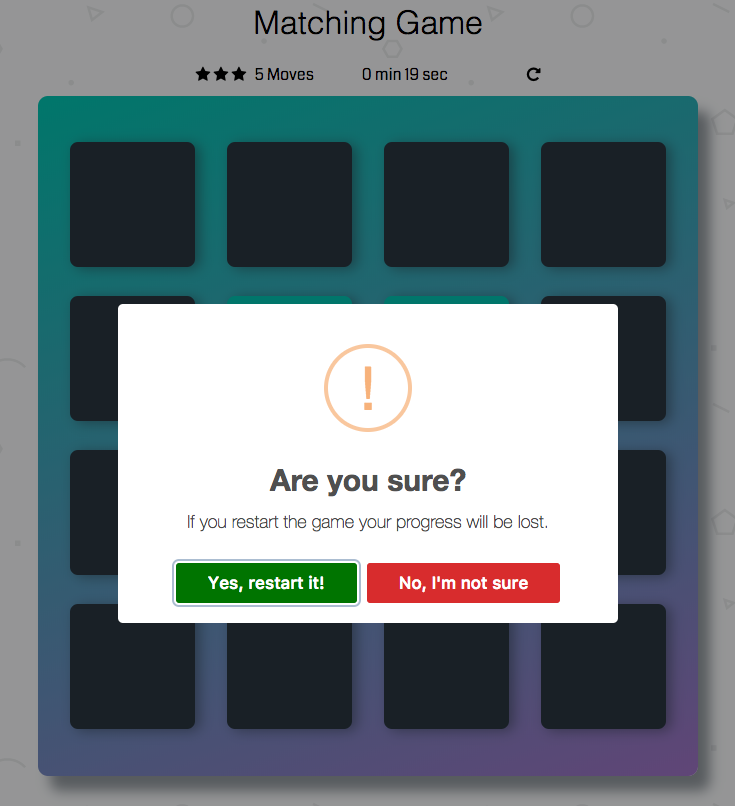 Matching Game
5 Moves 0 min 19 sec
!
Are you sure?
If you restart the game your progress will be lost.
Yes, restart it! No, I'm not sure